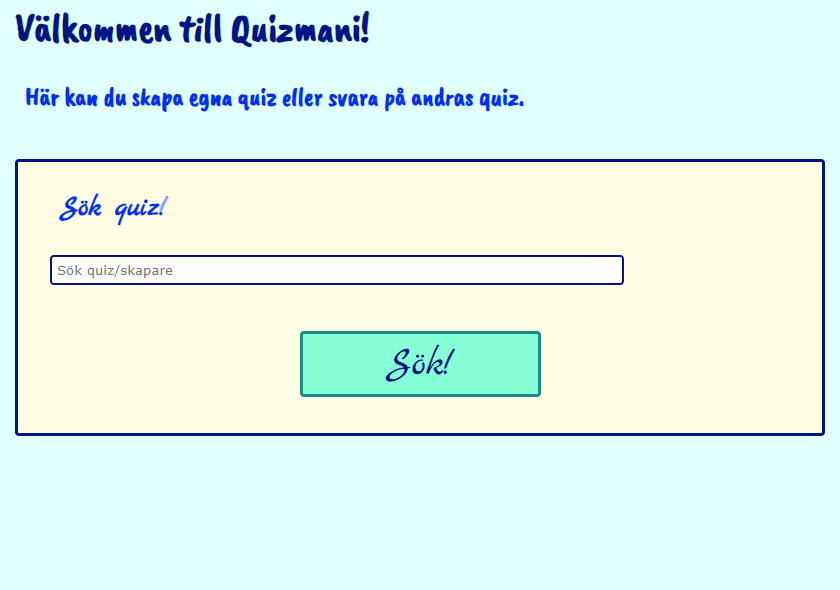 Välkommen till Quizmani!
Här kan du skapa egna quiz eller svara på andras quiz.
Sök quiz!
Sök quiz/skapare
Sök!